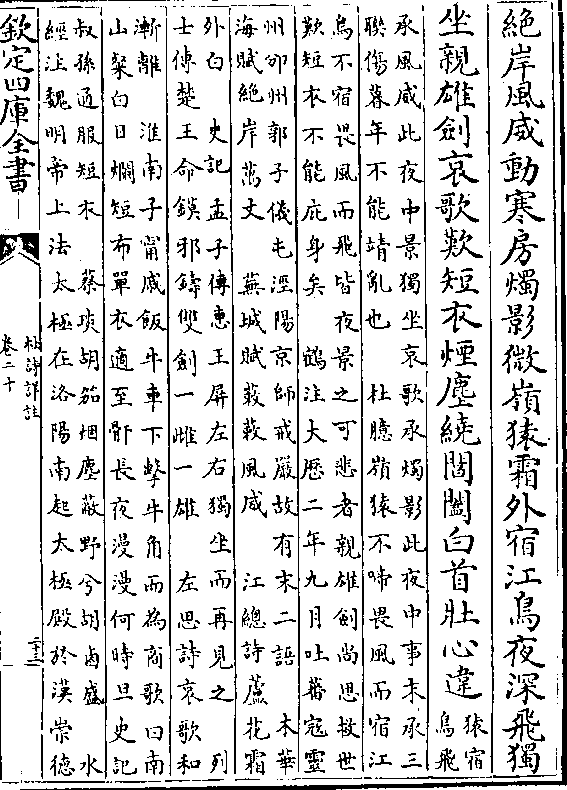 絶岸風威動寒房燭影微嶺猿霜外宿江鳥夜深飛獨
坐親雄劍哀歌歎短衣煙塵繞閶闔白首壯心違
猿宿
鳥飛
承風威此夜中景獨坐哀歌承燭影此夜中事末承三
聯傷暮年不能靖亂也　杜臆嶺猿不啼畏風而宿江
鳥不宿畏風而飛皆夜景之可悲者親雄劍尚思救世
歎短衣不能庇身矣　鶴注大歷二年九月吐蕃寇靈
州邠州郭子儀屯涇陽京師戒嚴故有末二語　木華
海賦絶岸萬丈　蕪城賦蔌蔌風威　江總詩蘆花霜
外白　史記孟子傳惠王屏左右獨坐而再見之　列
士傳楚王命鏌邪鑄雙劍一雌一雄　左思詩哀歌和
漸離　淮南子甯戚飯牛車下擊牛角而為商歌曰南
山粲白日爛短布單衣適至骭長夜漫漫何時旦史記
叔孫通服短衣　蔡琰胡笳烟塵蔽野兮胡鹵盛　水
經注魏明帝上法太極在洛陽南起太極殿於漢崇德
欽定四庫全書
杜詩詳註
卷二十
二十三